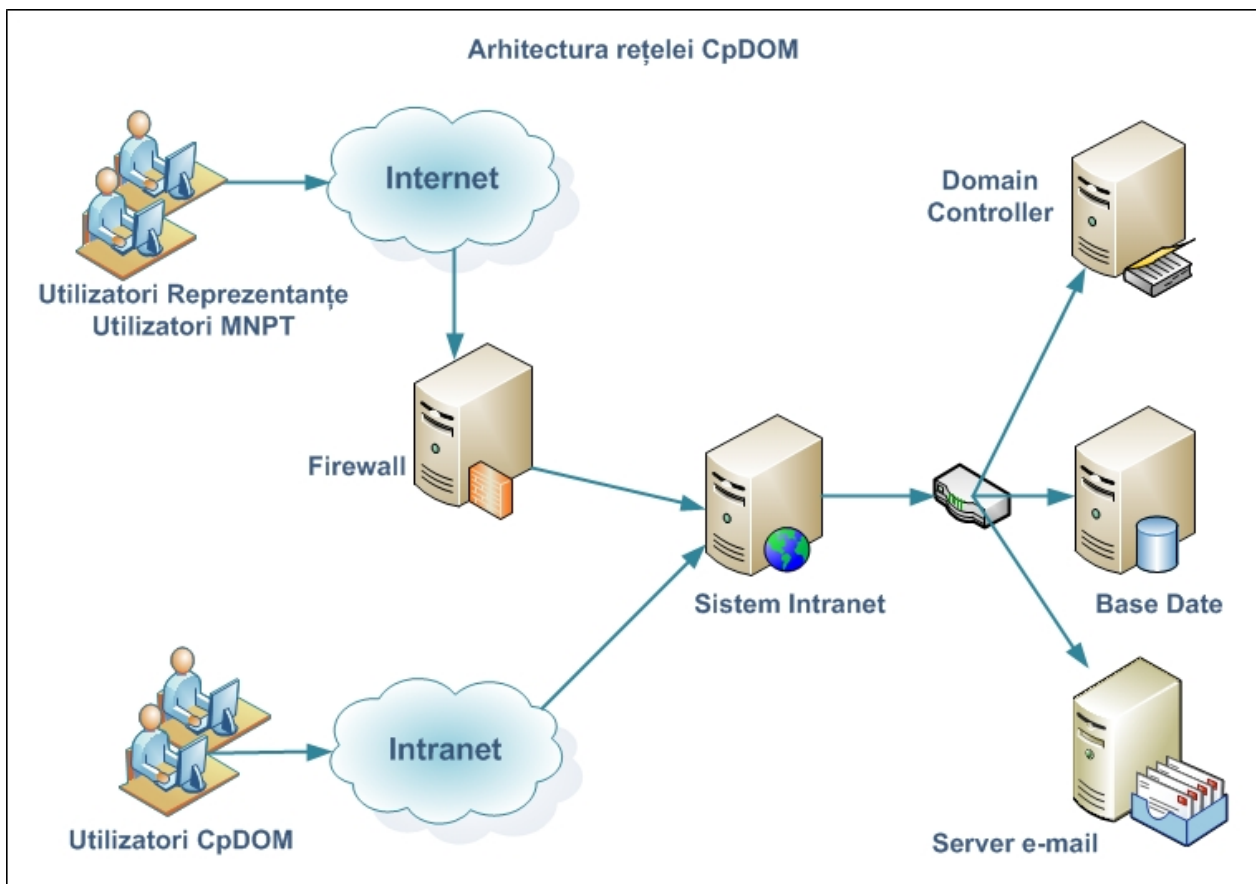 Arhitectura rețelei CpDOM
Internet
Domain
Controller
Utilizatori Reprezentanțe
Utilizatori MNPT
Firewall
Sistem Intranet
Base Date
Intranet
Utilizatori CpDOM
Server e-mail